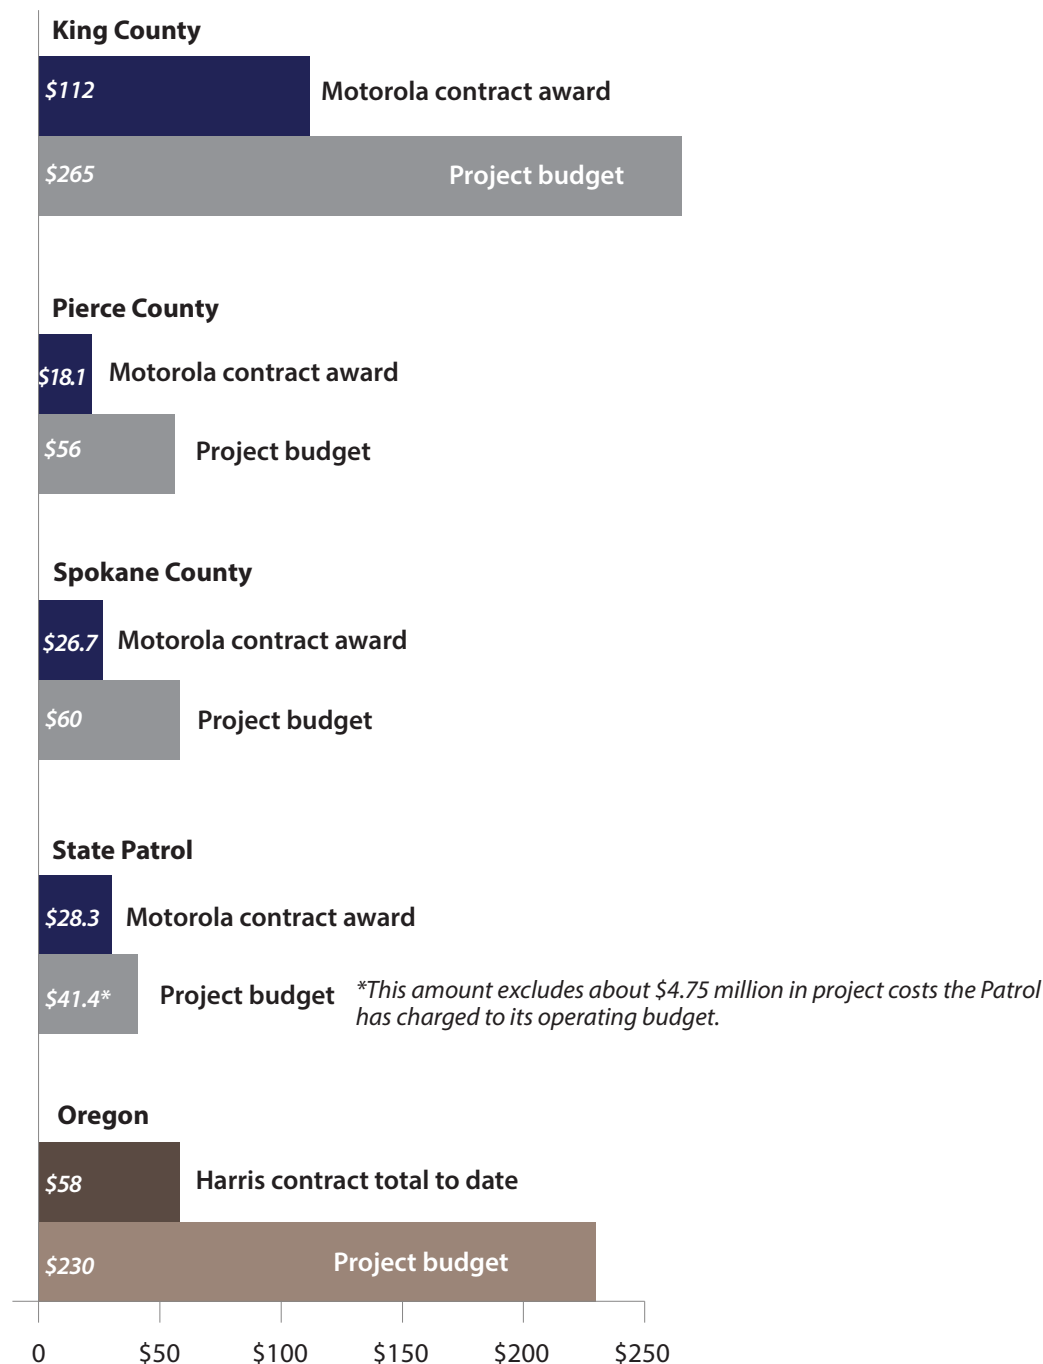 King County
$112
Motorola contract award
$265
Project budget
Pierce County
$18.1
Motorola contract award
$56
Project budget
Spokane County
$26.7
Motorola contract award
$60
Project budget
State Patrol
$28.3
Motorola contract award
$41.4*
Project budget
*This amount excludes about $4.75 million in project costs the Patrol
has charged to its operating budget.
Oregon
$58
Harris contract total to date
$230
Project budget
0 $50 $100 $150 $200 $250